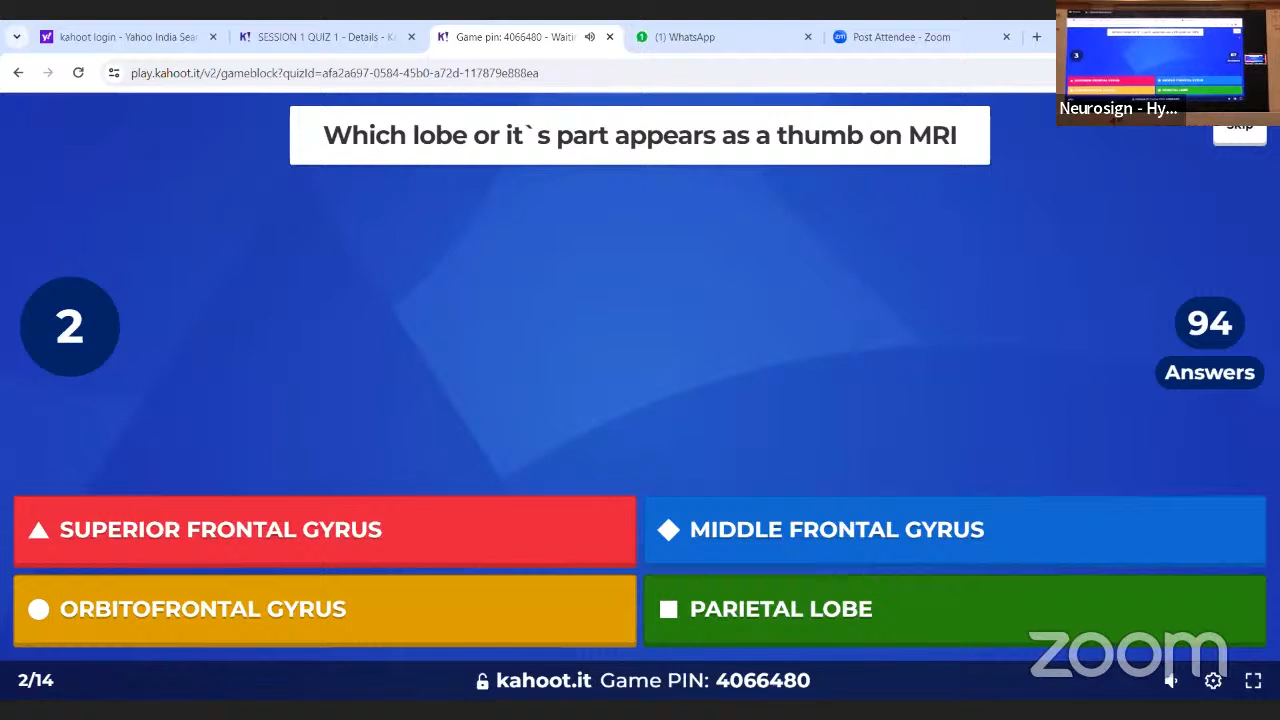 kahoot login - Yahoo India Sear
SESSION 1 QUIZ 1 - Details - K
Game pin: 4066480 - Waitin
(1) WhatsApp
Post Attendee - Zoom
play.kahoot.it/v2/gameblock?quizId=afa2a697-0584-45b0-a72d-117879e888ea
Neurosign - Hy...
Skip
Which lobe or it`s part appears as a thumb on MRI
2
94
Answers
SUPERIOR FRONTAL GYRUS
MIDDLE FRONTAL GYRUS
ORBITOFRONTAL GYRUS
PARIETAL LOBE
zoom
2/14
kahoot.it Game PIN: 4066480